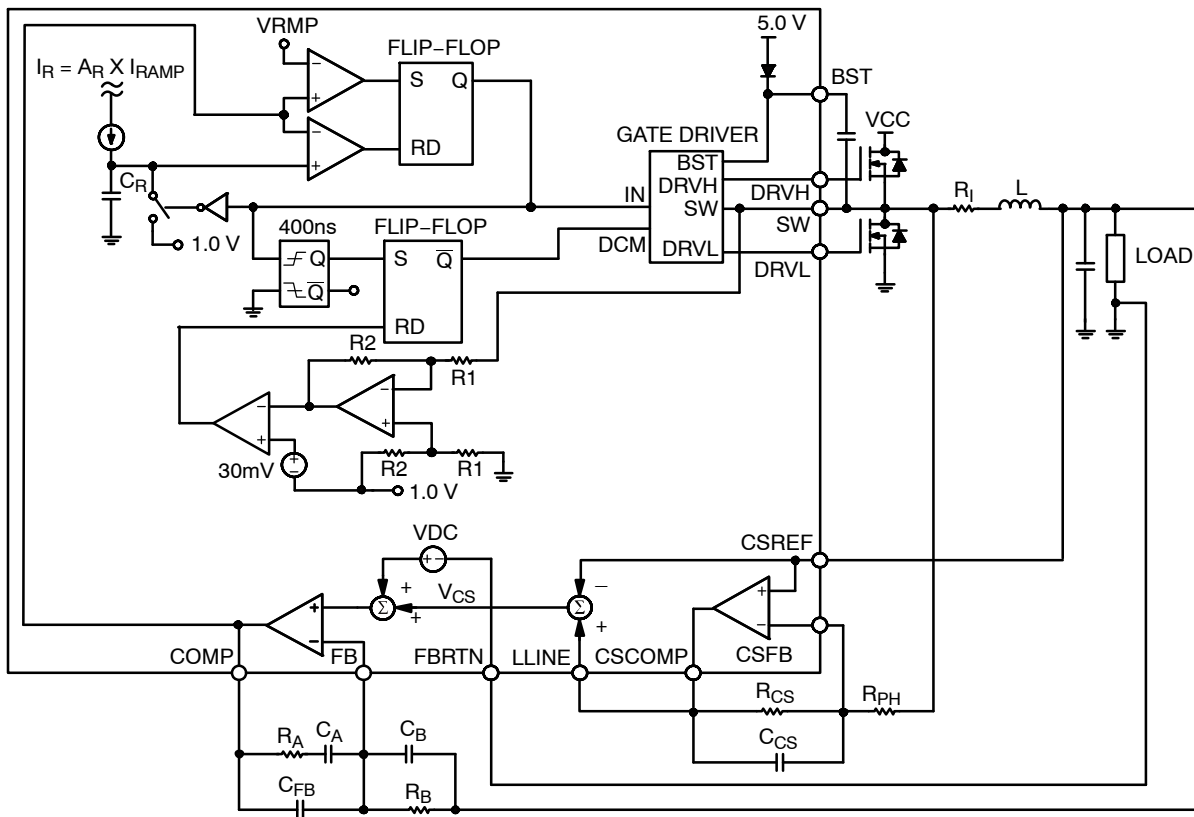 5.0 V
VRMP
FLIP–FLOP
BST
I_R = A_R X I_RAMP
–
+
S
Q
RD
–
+
GATE DRIVER
VCC
BST
DRVH
SW
DRVL
IN
DCM
DRVH
SW
DRVL
R_I
L
LOAD
C_R
1.0 V
400ns
Q
Q̅
FLIP–FLOP
S
Q̅
RD
R2
R1
–
+
–
+
R2
R1
30mV
+
–
1.0 V
VDC
+ –
CSREF
+
Σ
+
V_CS
–
Σ
+
+
–
+
–
COMP
FB
FBRTN
LLINE
CSCOMP
CSFB
R_CS
R_PH
C_CS
R_A
C_A
C_B
C_FB
R_B